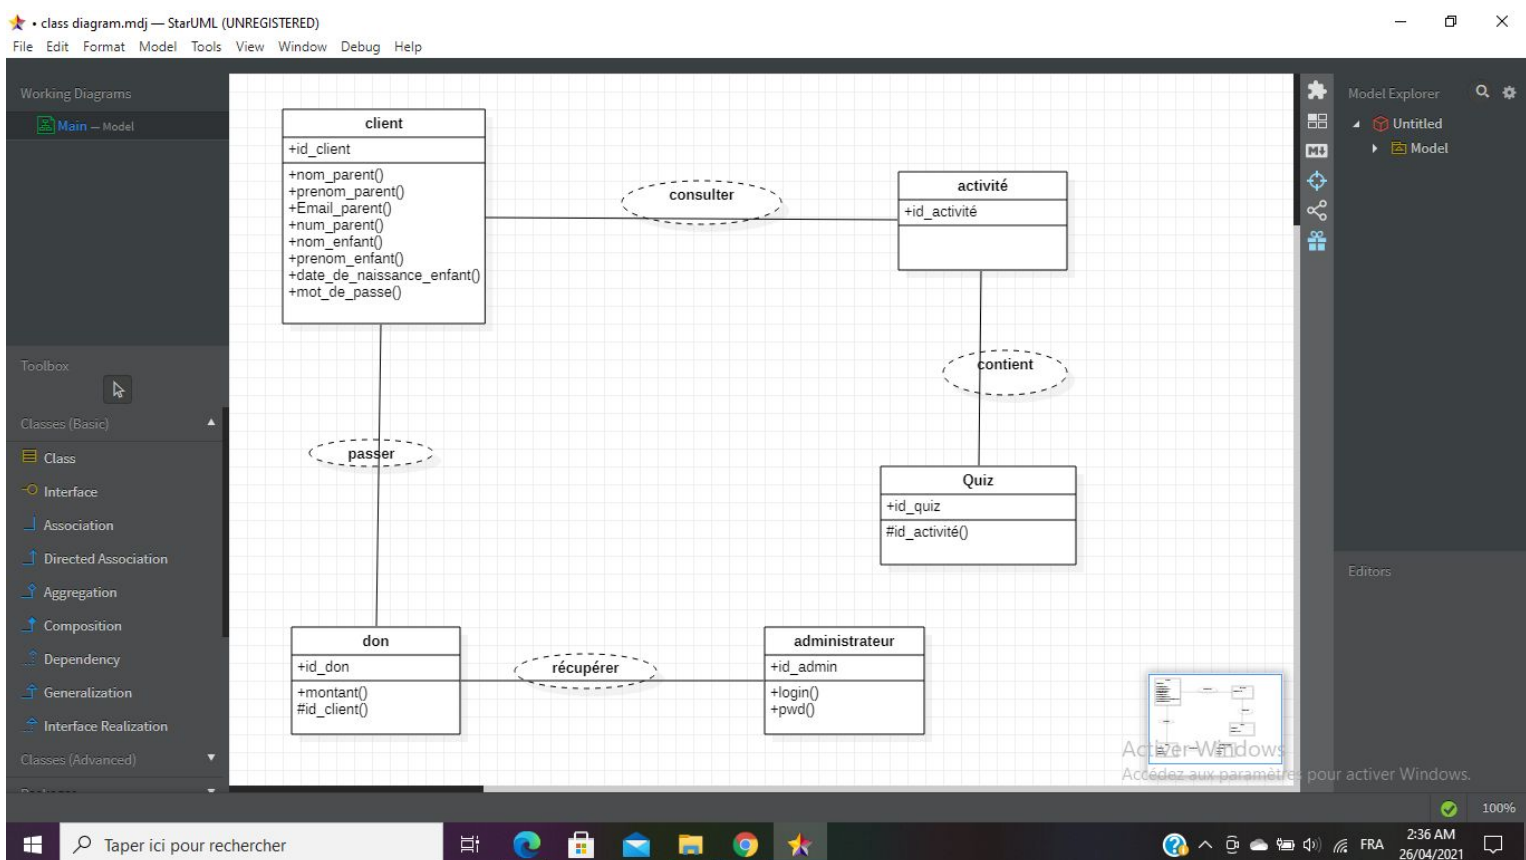 • class diagram.mdj — StarUML (UNREGISTERED)
File Edit Format Model Tools View Window Debug Help
Working Diagrams
Main — Model
Toolbox
Classes (Basic)
Class
Interface
Association
Directed Association
Aggregation
Composition
Dependency
Generalization
Interface Realization
Classes (Advanced)
client
+id_client
+nom_parent()
+prenom_parent()
+Email_parent()
+num_parent()
+nom_enfant()
+prenom_enfant()
+date_de_naissance_enfant()
+mot_de_passe()
consulter
activité
+id_activité
contient
Quiz
+id_quiz
#id_activité()
passer
don
+id_don
+montant()
#id_client()
récupérer
administrateur
+id_admin
+login()
+pwd()
Model Explorer
Untitled
Model
Editors
Activer Windows
Accédez aux paramètres pour activer Windows.
100%
Taper ici pour rechercher
FRA
2:36 AM
26/04/2021